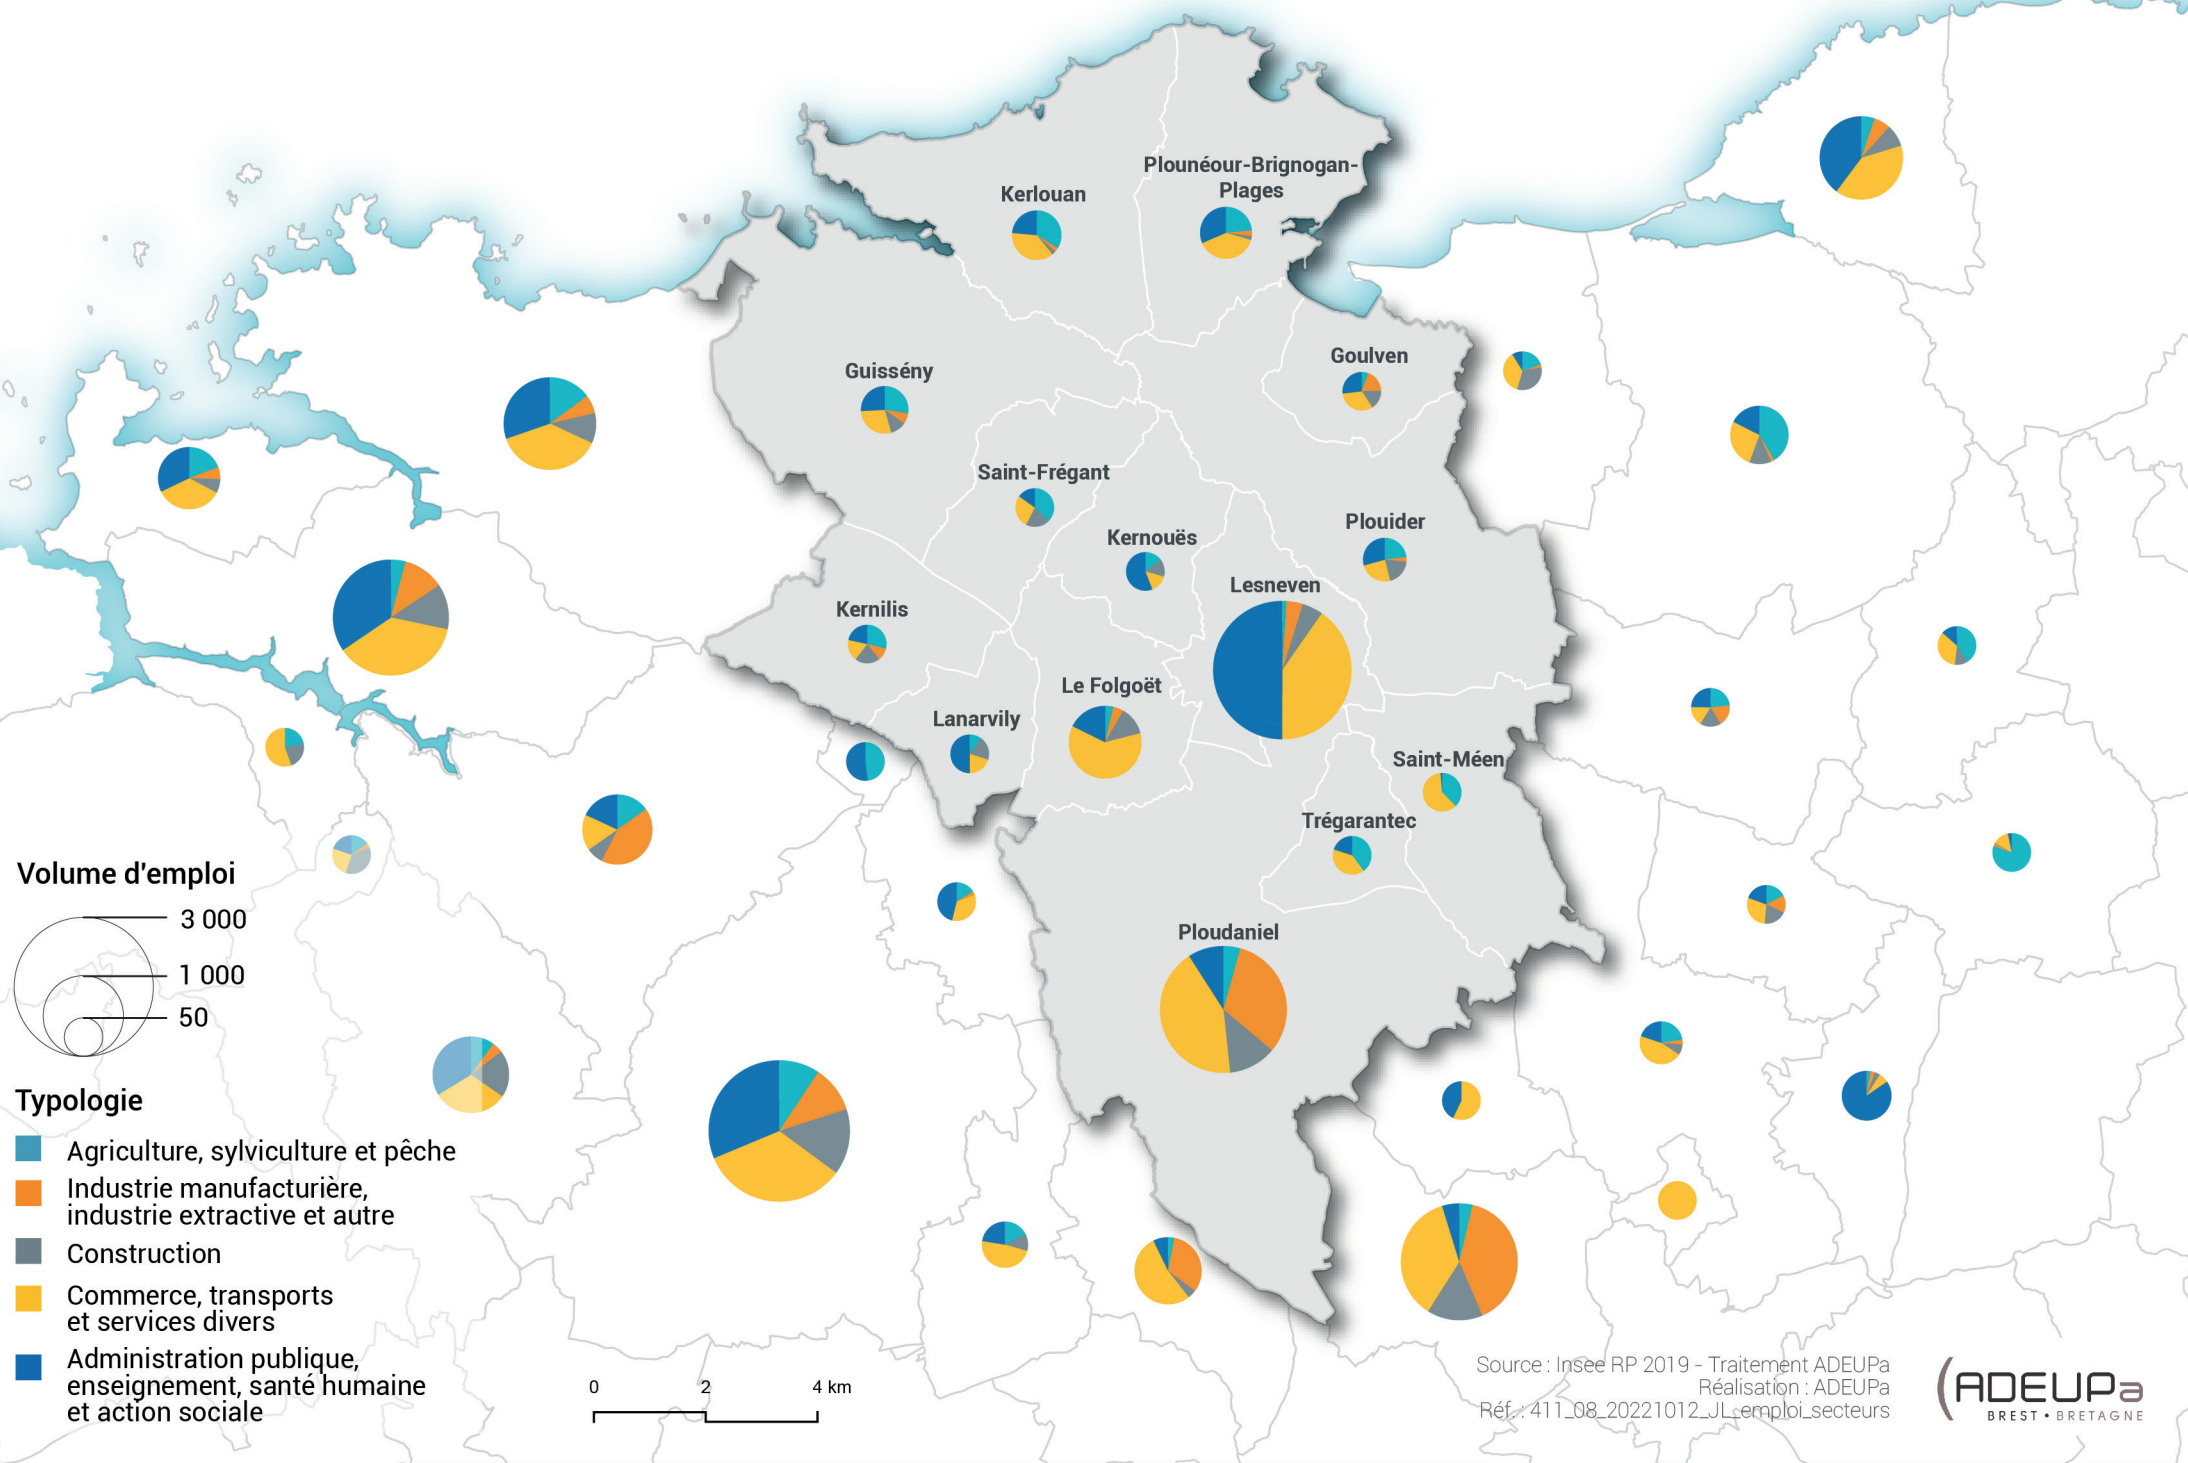 Plounéour-Brignogan-
Plages
Kerlouan
Goulven
Guissény
Saint-Frégant
Plouider
Kernouës
Lesneven
Kernilis
Le Folgoët
Lanarvily
Saint-Méen
Trégarantec
Ploudaniel
Volume d'emploi
3 000
1 000
50
Typologie
Agriculture, sylviculture et pêche
Industrie manufacturière,
industrie extractive et autre
Construction
Commerce, transports
et services divers
Administration publique,
enseignement, santé humaine
et action sociale
0 2 4 km
Source : Insee RP 2019 - Traitement ADEUPa
Réalisation : ADEUPa
Réf. : 411_08_20221012_JL_emploi_secteurs
ADEUPa
BREST • BRETAGNE